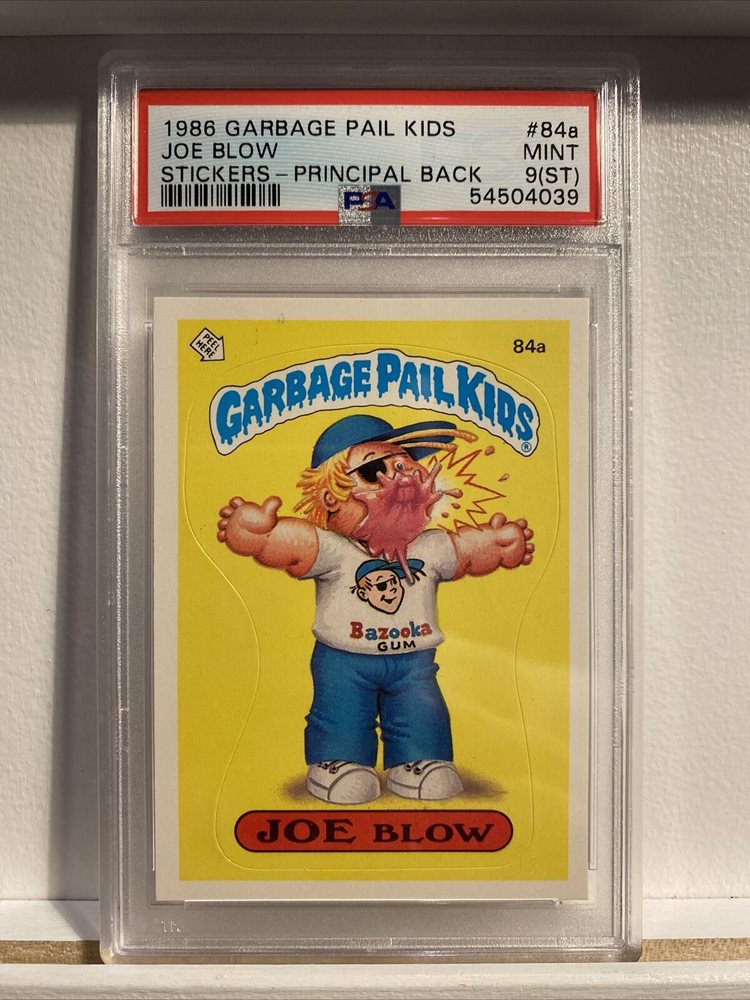 1986 GARBAGE PAIL KIDS #84a
JOE BLOW MINT
STICKERS - PRINCIPAL BACK 9(ST)
PSA 54504039
PEEL
HERE
84a
GARBAGE PAIL KIDS®
Bazooka
GUM
JOE BLOW